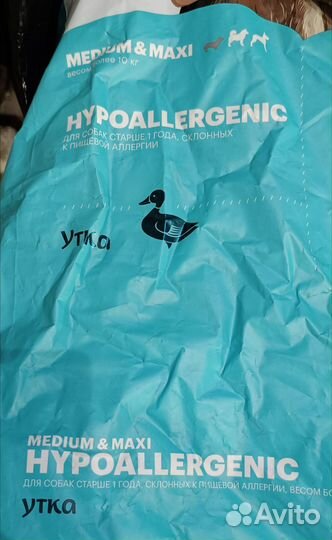 MEDIUM & MAXI
весом более 10 кг
HYPOALLERGENIC
ДЛЯ СОБАК СТАРШЕ 1 ГОДА, СКЛОННЫХ
К ПИЩЕВОЙ АЛЛЕРГИИ
утка
MEDIUM & MAXI
HYPOALLERGENIC
ДЛЯ СОБАК СТАРШЕ 1 ГОДА, СКЛОННЫХ К ПИЩЕВОЙ АЛЛЕРГИИ, ВЕСОМ БО
утка
Avito